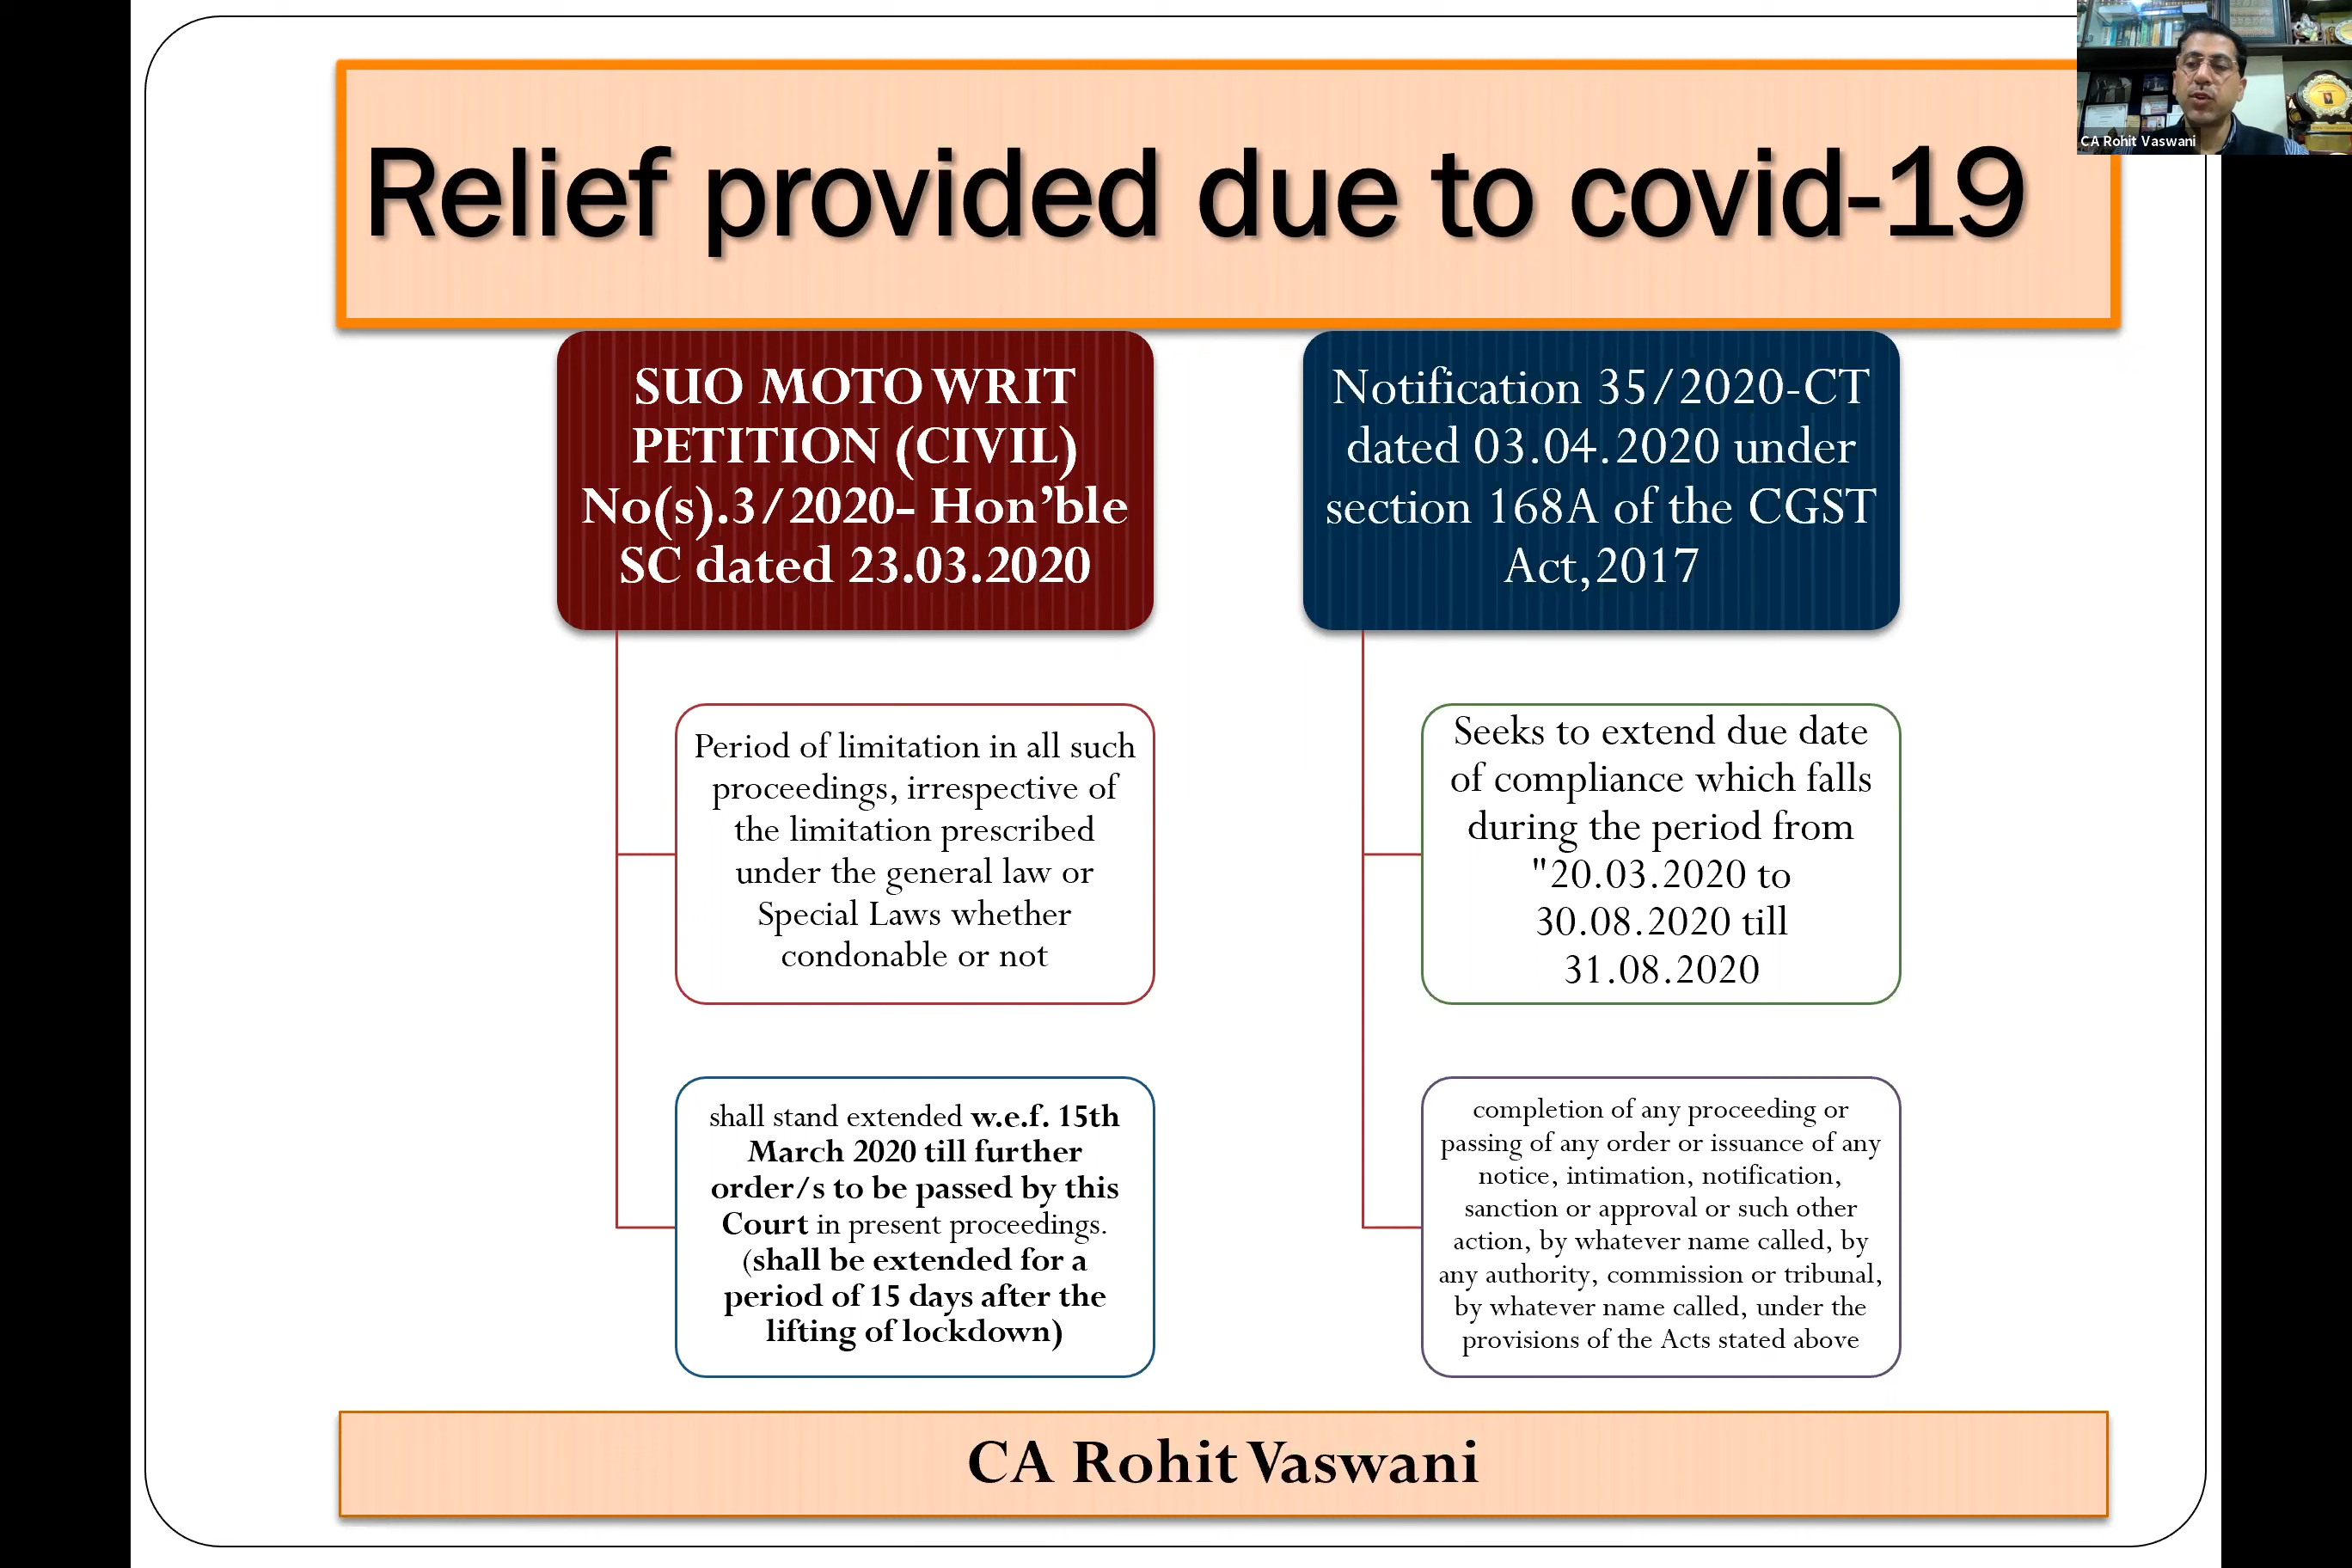 CA Rohit Vaswani
Relief provided due to covid-19
SUO MOTO WRIT
PETITION (CIVIL)
No(s).3/2020- Hon’ble
SC dated 23.03.2020
Period of limitation in all such
proceedings, irrespective of
the limitation prescribed
under the general law or
Special Laws whether
condonable or not
shall stand extended w.e.f. 15th
March 2020 till further
order/s to be passed by this
Court in present proceedings.
(shall be extended for a
period of 15 days after the
lifting of lockdown)
Notification 35/2020-CT
dated 03.04.2020 under
section 168A of the CGST
Act,2017
Seeks to extend due date
of compliance which falls
during the period from
"20.03.2020 to
30.08.2020 till
31.08.2020
completion of any proceeding or
passing of any order or issuance of any
notice, intimation, notification,
sanction or approval or such other
action, by whatever name called, by
any authority, commission or tribunal,
by whatever name called, under the
provisions of the Acts stated above
CA Rohit Vaswani